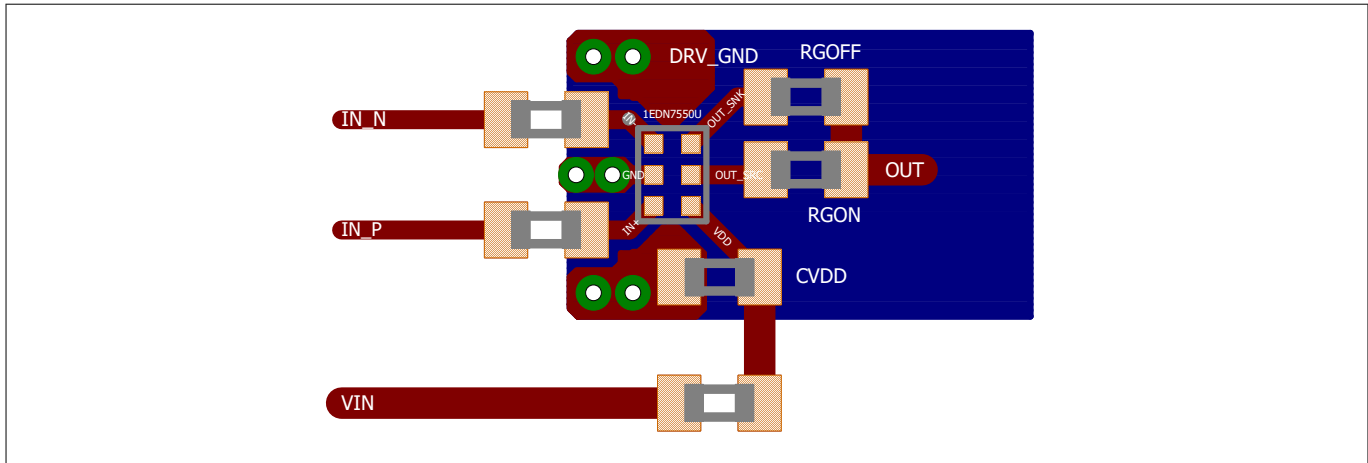 DRV_GND
RGOFF
IN_N
IN-
1EDN7550U
OUT_SNK
GND
OUT_SRC
OUT
IN_P
IN+
VDD
RGON
CVDD
VIN